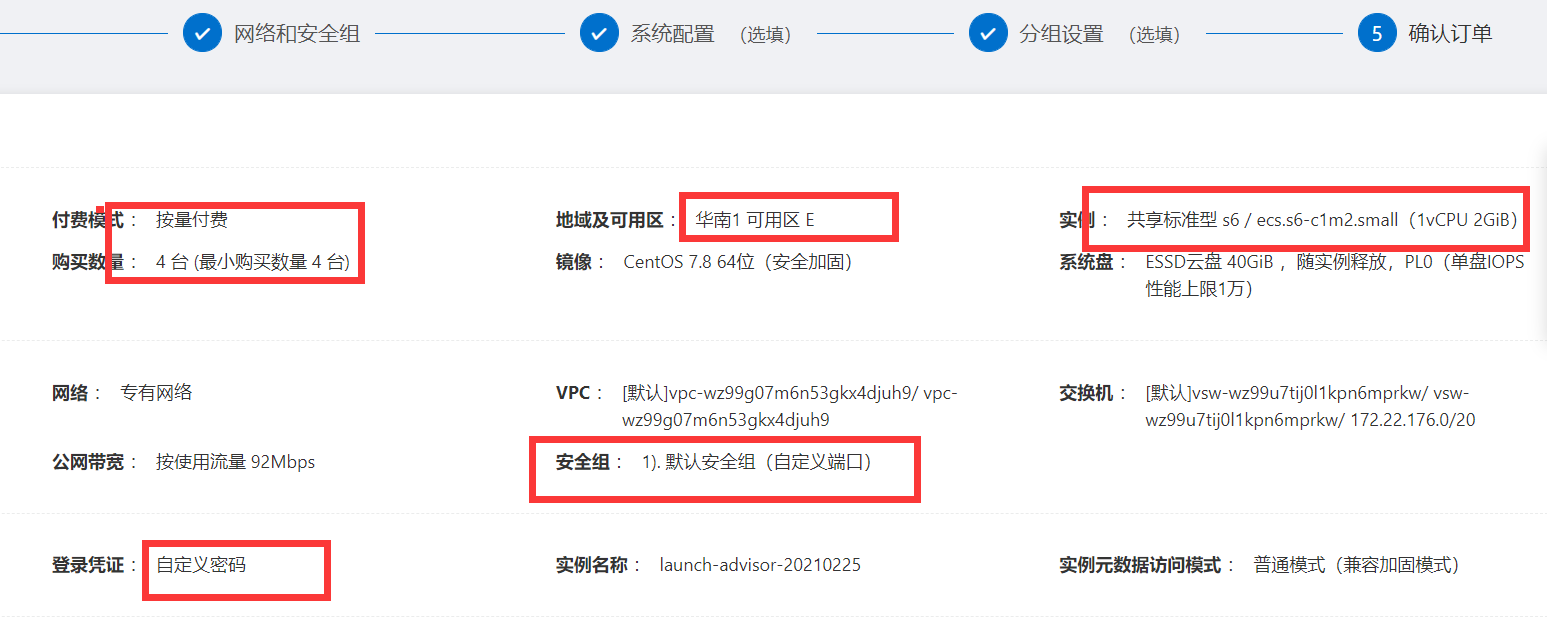 网络和安全组 系统配置 (选填) 分组设置 (选填) 5 确认订单
付费模式： 按量付费 地域及可用区： 华南1 可用区 E 实例： 共享标准型 s6 / ecs.s6-c1m2.small（1vCPU 2GiB）
购买数量： 4 台 (最小购买数量 4 台) 镜像： CentOS 7.8 64位（安全加固） 系统盘： ESSD云盘 40GiB ，随实例释放，PL0（单盘IOPS
性能上限1万）
网络： 专有网络 VPC： [默认]vpc-wz99g07m6n53gkx4djuh9/ vpc- 交换机： [默认]vsw-wz99u7tij0l1kpn6mprkw/ vsw-
wz99g07m6n53gkx4djuh9 wz99u7tij0l1kpn6mprkw/ 172.22.176.0/20
公网带宽： 按使用流量 92Mbps 安全组： 1). 默认安全组（自定义端口）
登录凭证： 自定义密码 实例名称： launch-advisor-20210225 实例元数据访问模式： 普通模式（兼容加固模式）